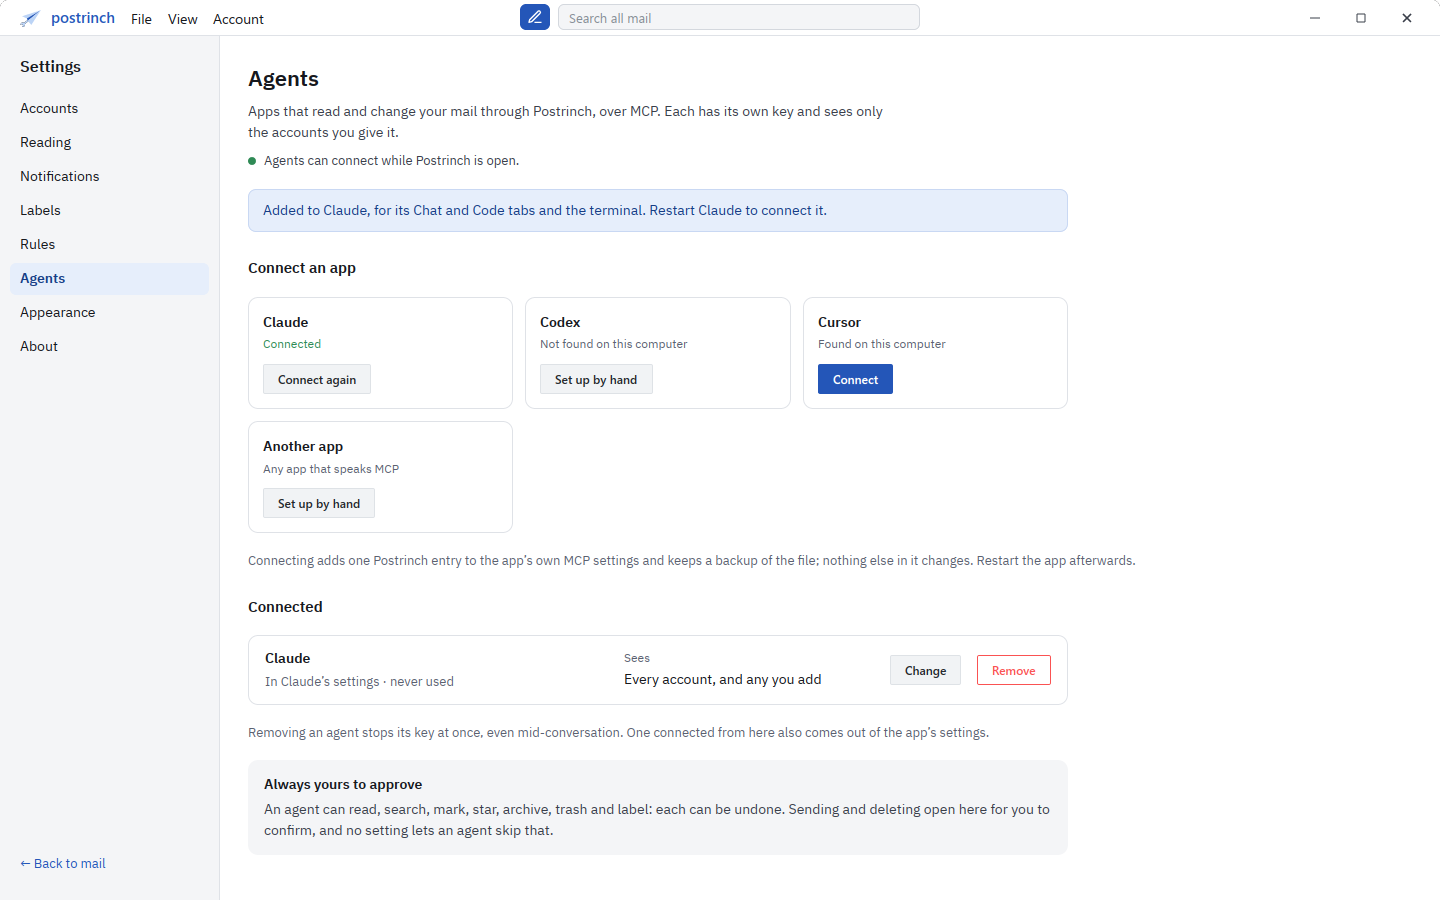 postrinch File View Account
Search all mail
Settings
Accounts
Reading
Notifications
Labels
Rules
Agents
Appearance
About
← Back to mail
Agents
Apps that read and change your mail through Postrinch, over MCP. Each has its own key and sees only
the accounts you give it.
Agents can connect while Postrinch is open.
Added to Claude, for its Chat and Code tabs and the terminal. Restart Claude to connect it.
Connect an app
Claude
Connected
Connect again
Codex
Not found on this computer
Set up by hand
Cursor
Found on this computer
Connect
Another app
Any app that speaks MCP
Set up by hand
Connecting adds one Postrinch entry to the app’s own MCP settings and keeps a backup of the file; nothing else in it changes. Restart the app afterwards.
Connected
Claude
In Claude’s settings · never used
Sees
Every account, and any you add
Change
Remove
Removing an agent stops its key at once, even mid-conversation. One connected from here also comes out of the app’s settings.
Always yours to approve
An agent can read, search, mark, star, archive, trash and label: each can be undone. Sending and deleting open here for you to
confirm, and no setting lets an agent skip that.